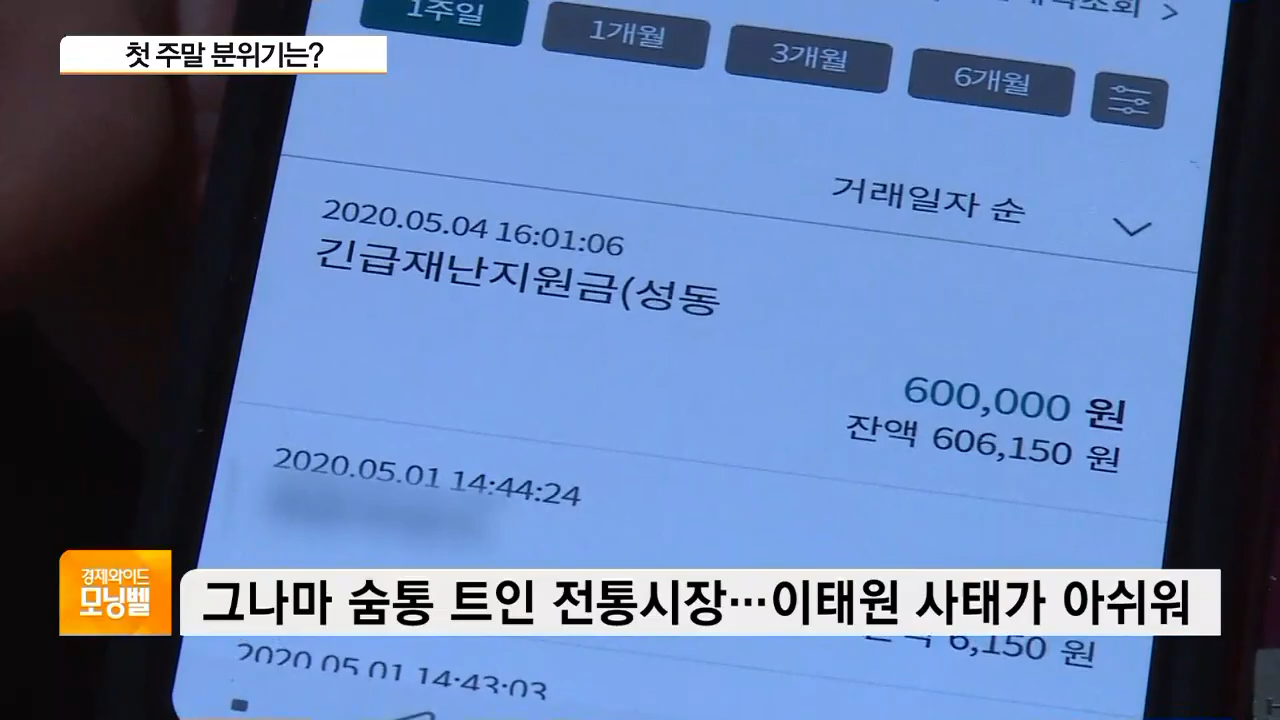 첫 주말 분위기는?
1주일
1개월
3개월
6개월
거래일자 순
2020.05.04 16:01:06
긴급재난지원금(성동
600,000 원
잔액 606,150 원
2020.05.01 14:44:24
경제와이드
모닝벨
그나마 숨통 트인 전통시장…이태원 사태가 아쉬워
6,150 원
2020.05.01 14:43:03